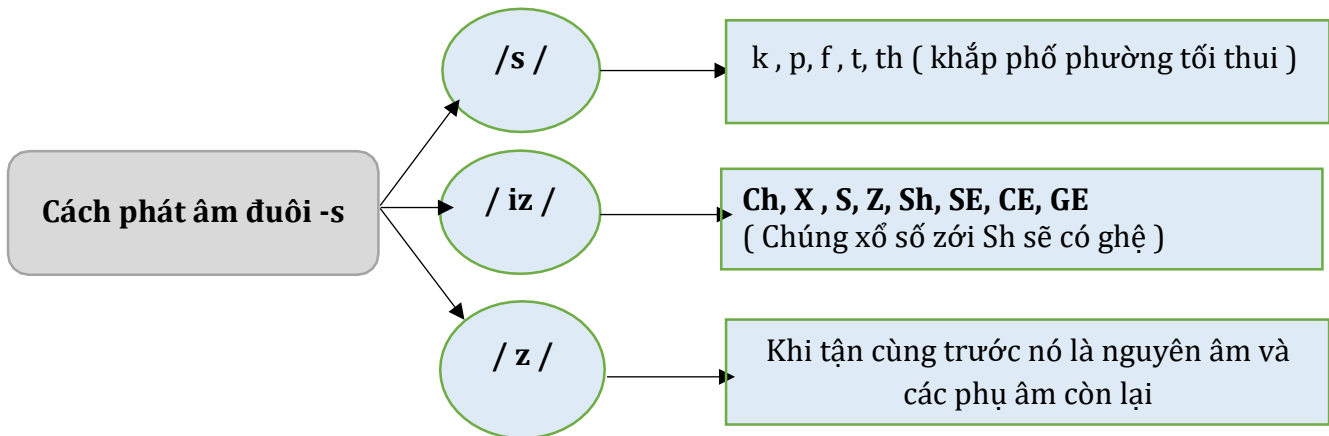 Cách phát âm đuôi -s
/s /
k , p, f , t, th ( khắp phố phường tối thui )
/ iz /
Ch, X , S, Z, Sh, SE, CE, GE
( Chúng xổ số zới Sh sẽ có ghệ )
/ z /
Khi tận cùng trước nó là nguyên âm và
các phụ âm còn lại